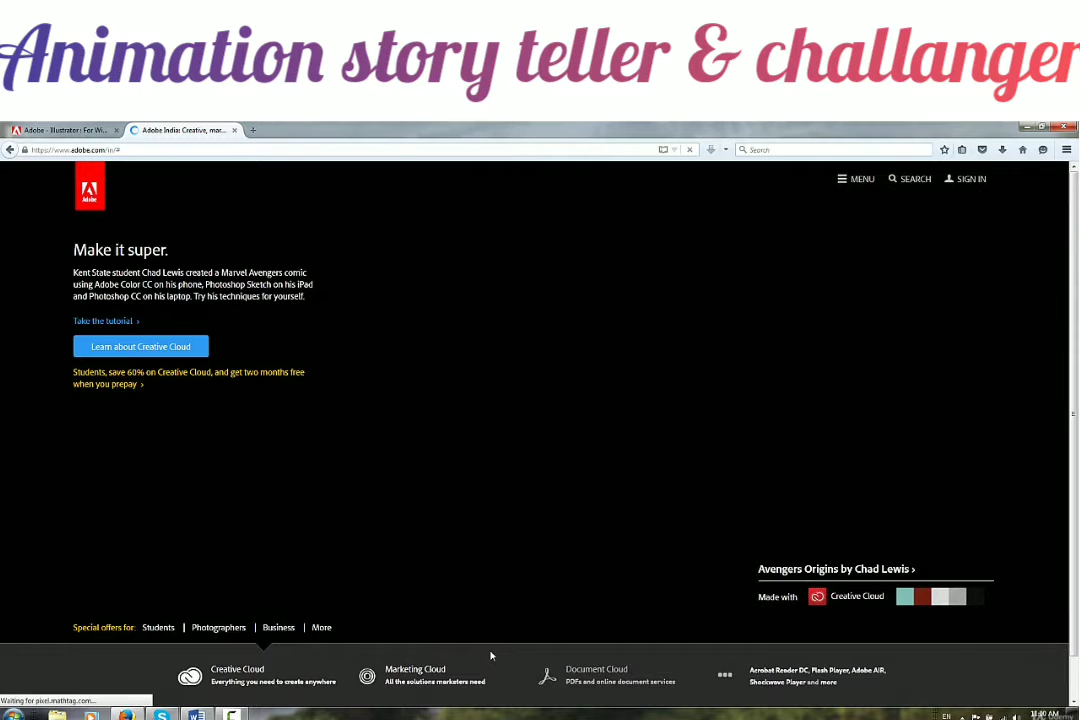 Animation story teller & challanger
Adobe - Illustrator : For Wi...
Adobe India: Creative, mar...
https://www.adobe.com/in/#
Search
Adobe
MENU
SEARCH
SIGN IN
Make it super.
Kent State student Chad Lewis created a Marvel Avengers comic
using Adobe Color CC on his phone, Photoshop Sketch on his iPad
and Photoshop CC on his laptop. Try his techniques for yourself.
Take the tutorial ›
Learn about Creative Cloud
Students, save 60% on Creative Cloud, and get two months free
when you prepay ›
Avengers Origins by Chad Lewis ›
Made with Creative Cloud
Special offers for: Students | Photographers | Business | More
Creative Cloud
Everything you need to create anywhere
Marketing Cloud
All the solutions marketers need
Document Cloud
PDFs and online document services
Acrobat Reader DC, Flash Player, Adobe AIR,
Shockwave Player and more
Waiting for pixel.mathtag.com...
EN